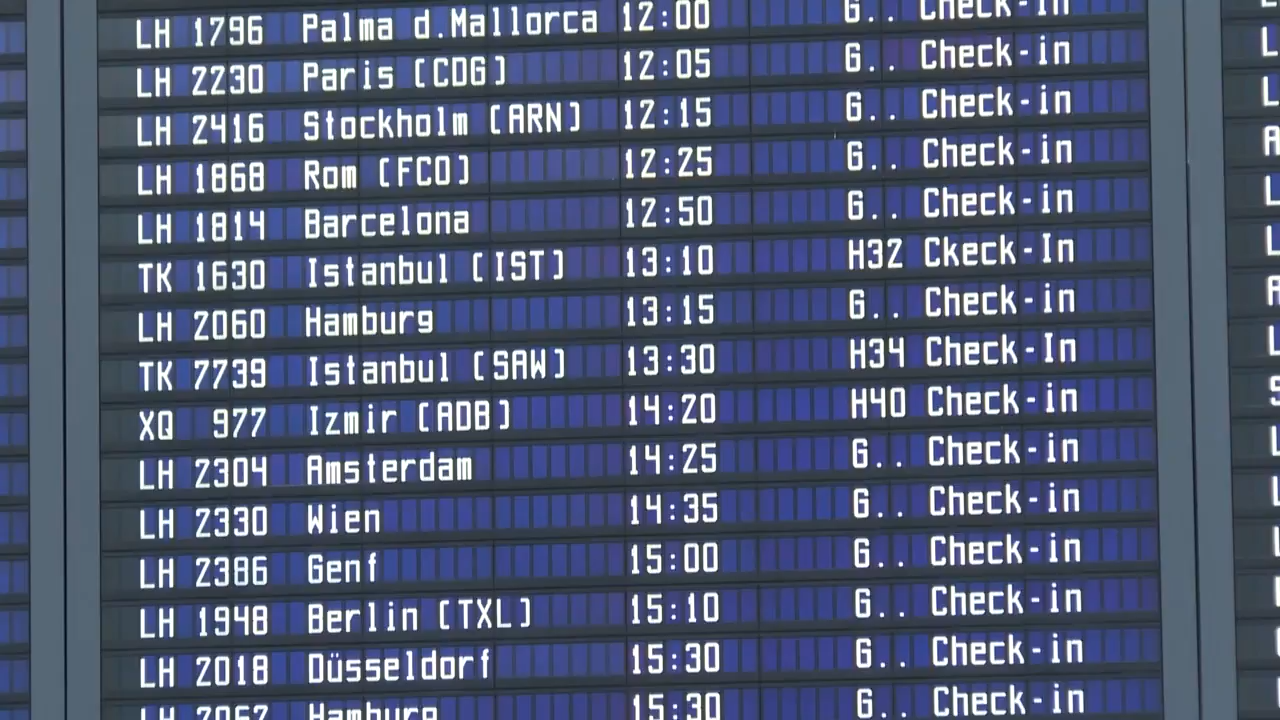 LH 1796 Palma d.Mallorca 12:00 G.. Check-in
LH 2230 Paris (CDG) 12:05 G.. Check-in
LH 2416 Stockholm (ARN) 12:15 G.. Check-in
LH 1868 Rom (FCO) 12:25 G.. Check-in
LH 1814 Barcelona 12:50 G.. Check-in
TK 1630 Istanbul (IST) 13:10 H32 Ckeck-In
LH 2060 Hamburg 13:15 G.. Check-in
TK 7739 Istanbul (SAW) 13:30 H34 Check-In
XQ 977 Izmir (ADB) 14:20 H40 Check-in
LH 2304 Amsterdam 14:25 G.. Check-in
LH 2330 Wien 14:35 G.. Check-in
LH 2386 Genf 15:00 G.. Check-in
LH 1948 Berlin (TXL) 15:10 G.. Check-in
LH 2018 Düsseldorf 15:30 G.. Check-in
LH Hamburg 15:30 G.. Check-in